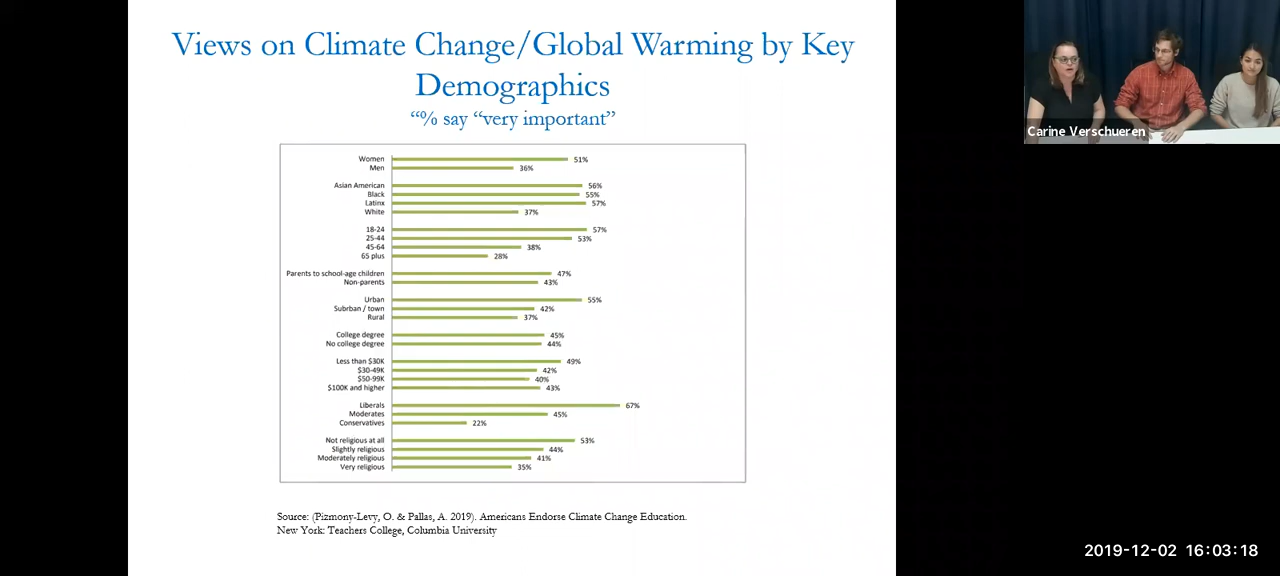 Views on Climate Change/Global Warming by Key
Demographics
“% say “very important”
Women 51%
Men 36%
Asian American 56%
Black 55%
Latinx 57%
White 37%
18-24 57%
25-44 53%
45-64 38%
65 plus 28%
Parents to school-age children 47%
Non-parents 43%
Urban 55%
Subrban / town 42%
Rural 37%
College degree 45%
No college degree 44%
Less than $30K 49%
$30-49K 42%
$50-99K 40%
$100K and higher 43%
Liberals 67%
Moderates 45%
Conservatives 22%
Not religious at all 53%
Slightly religious 44%
Moderately religious 41%
Very religious 35%
Source: (Pizmony-Levy, O. & Pallas, A. 2019). Americans Endorse Climate Change Education.
New York: Teachers College, Columbia University
Carine Verschueren
2019-12-02 16:03:18